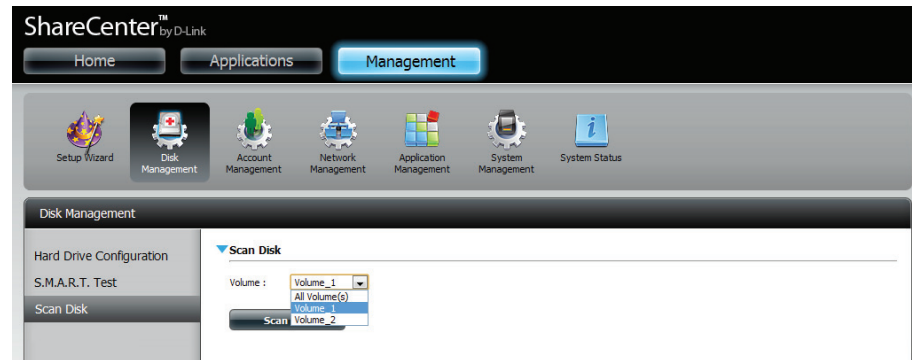 ShareCenter™ by D-Link
Home Applications Management
Setup Wizard
Disk Management
Account Management
Network Management
Application Management
System Management
System Status
Disk Management
Hard Drive Configuration
S.M.A.R.T. Test
Scan Disk
Scan Disk
Volume : Volume_1
All Volume(s)
Volume_1
Volume_2
Scan